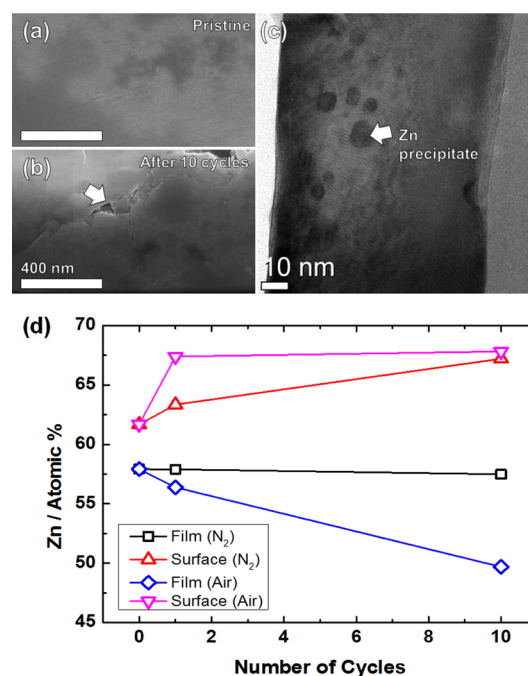 (a)
Pristine
(b)
After 10 cycles
400 nm
(c)
Zn
precipitate
10 nm
(d)
Zn / Atomic %
70
65
60
55
50
45
Film (N₂)
Surface (N₂)
Film (Air)
Surface (Air)
0 2 4 6 8 10
Number of Cycles